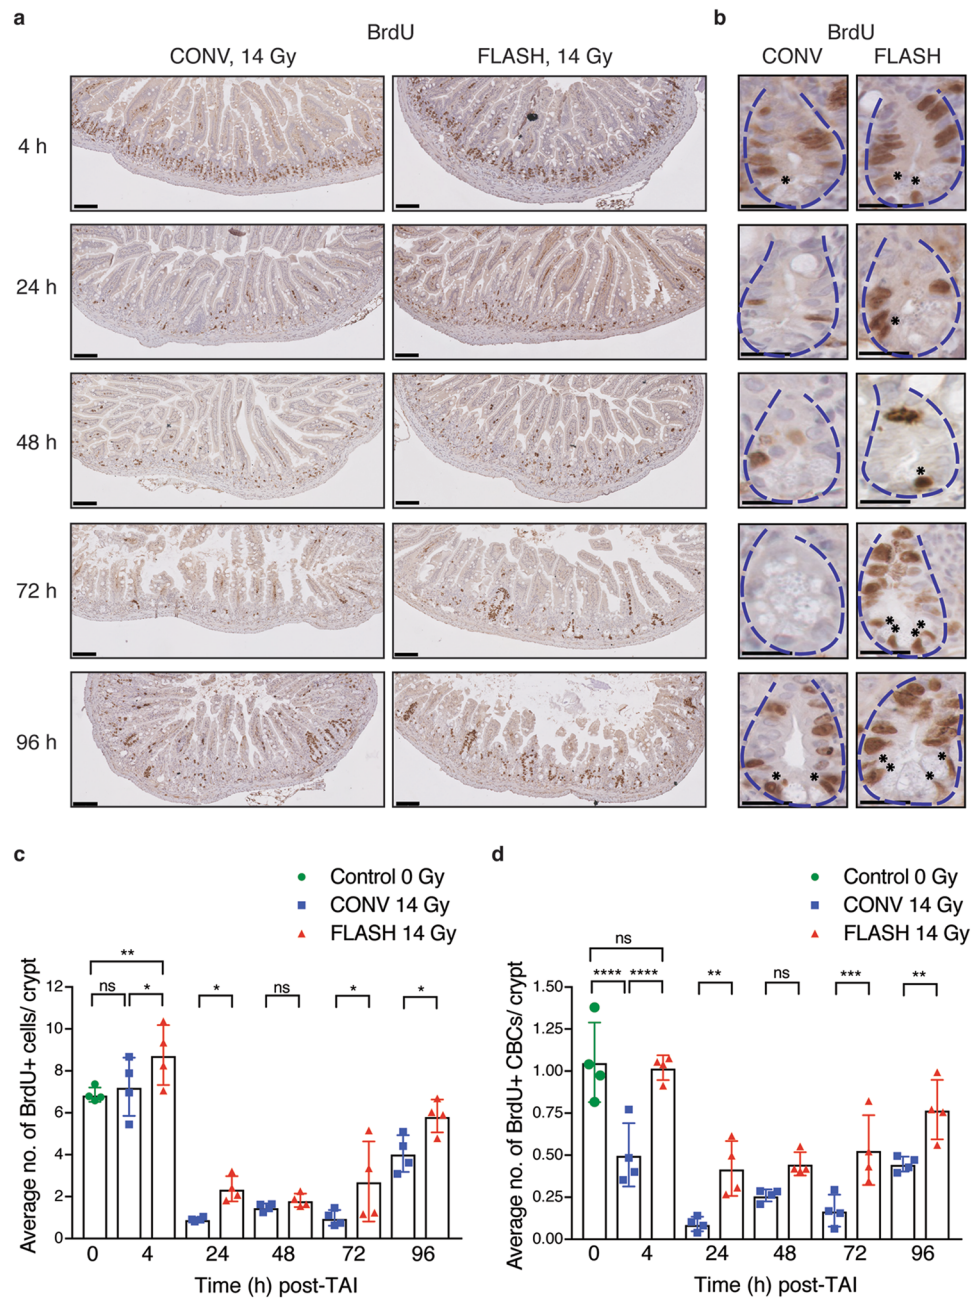 a
BrdU
CONV, 14 Gy
FLASH, 14 Gy
4 h
24 h
48 h
72 h
96 h
b
BrdU
CONV
FLASH
*
* *
*
*
* * * *
* *
* * * *
c
Control 0 Gy
CONV 14 Gy
FLASH 14 Gy
**
ns
*
*
ns
*
*
12
10
8
6
4
2
0
Average no. of BrdU+ cells/ crypt
0 4 24 48 72 96
Time (h) post-TAI
d
Control 0 Gy
CONV 14 Gy
FLASH 14 Gy
ns
****
****
**
ns
***
**
1.50
1.25
1.00
0.75
0.50
0.25
0.00
Average no. of BrdU+ CBCs/ crypt
0 4 24 48 72 96
Time (h) post-TAI